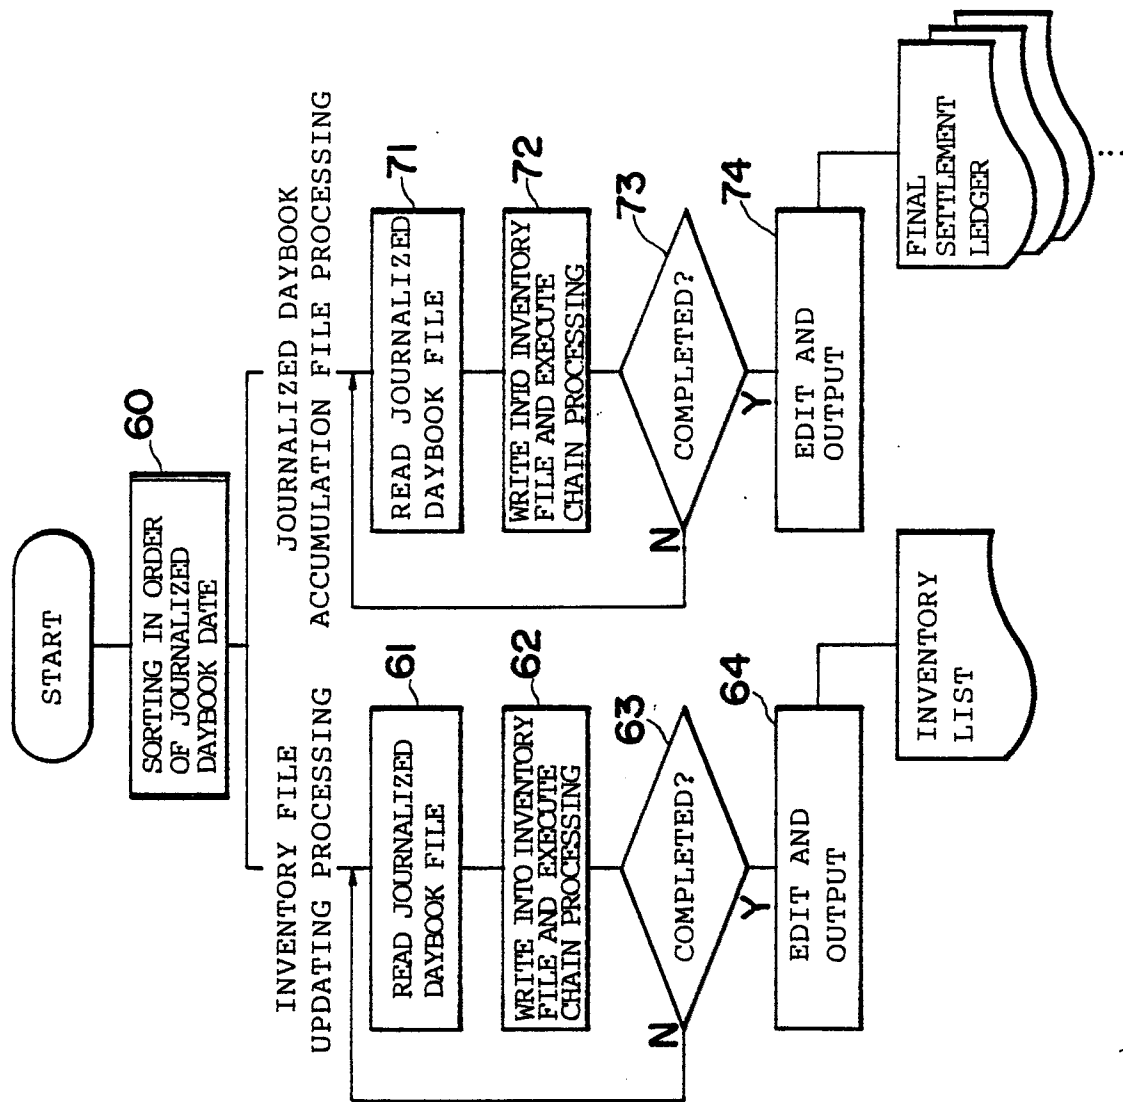 START
60
SORTING IN ORDER
OF JOURNALIZED
DAYBOOK DATE
INVENTORY FILE
UPDATING PROCESSING
61
READ JOURNALIZED
DAYBOOK FILE
62
WRITE INTO INVENTORY
FILE AND EXECUTE
CHAIN PROCESSING
63
COMPLETED?
N
Y
64
EDIT AND
OUTPUT
INVENTORY
LIST
JOURNALIZED DAYBOOK
ACCUMULATION FILE PROCESSING
71
READ JOURNALIZED
DAYBOOK FILE
72
WRITE INTO INVENTORY
FILE AND EXECUTE
CHAIN PROCESSING
73
COMPLETED?
N
Y
74
EDIT AND
OUTPUT
FINAL
SETTLEMENT
LEDGER